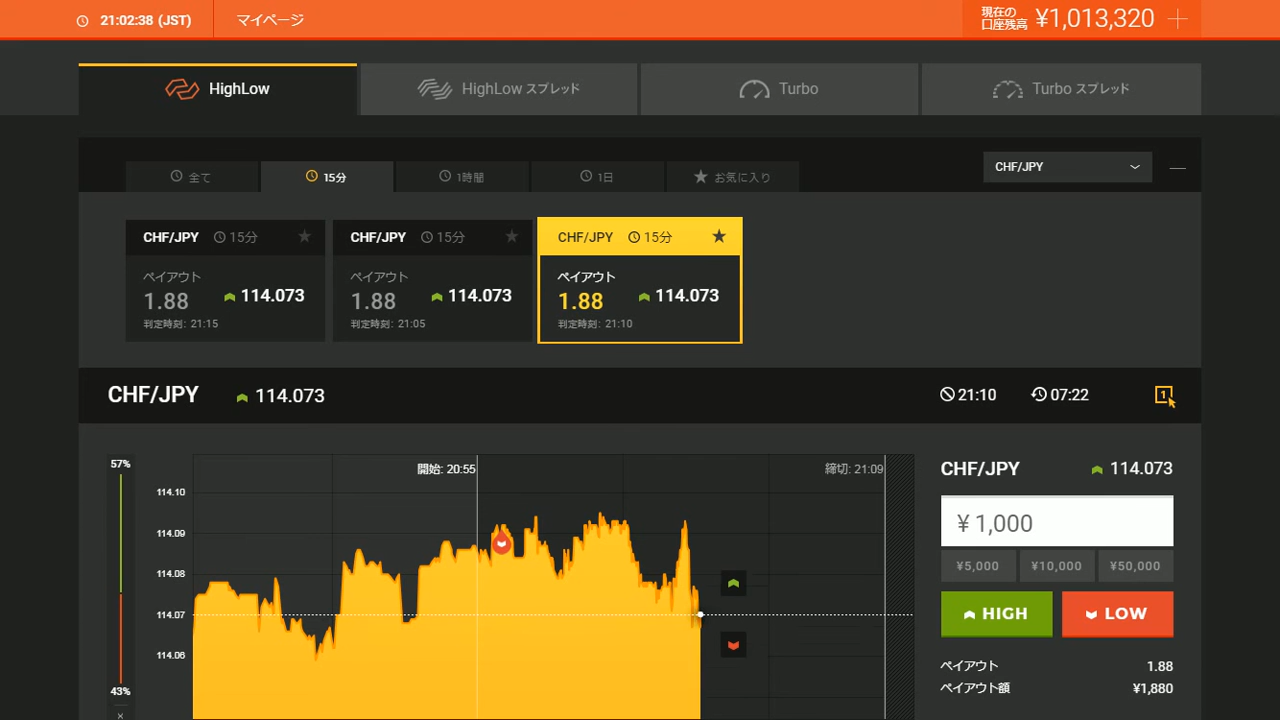 21:02:38 (JST) マイページ 現在の口座残高 ¥1,013,320
HighLow HighLow スプレッド Turbo Turbo スプレッド
全て 15分 1時間 1日 お気に入り CHF/JPY
CHF/JPY 15分 CHF/JPY 15分 CHF/JPY 15分
ペイアウト ペイアウト ペイアウト
1.88 114.073 1.88 114.073 1.88 114.073
判定時刻: 21:15 判定時刻: 21:05 判定時刻: 21:10
CHF/JPY 114.073 21:10 07:22 1
57% 開始: 20:55 締切: 21:09 CHF/JPY 114.073
114.10
114.09 ¥ 1,000
114.08 ¥5,000 ¥10,000 ¥50,000
114.07 HIGH LOW
114.06 ペイアウト 1.88
43% ペイアウト額 ¥1,880